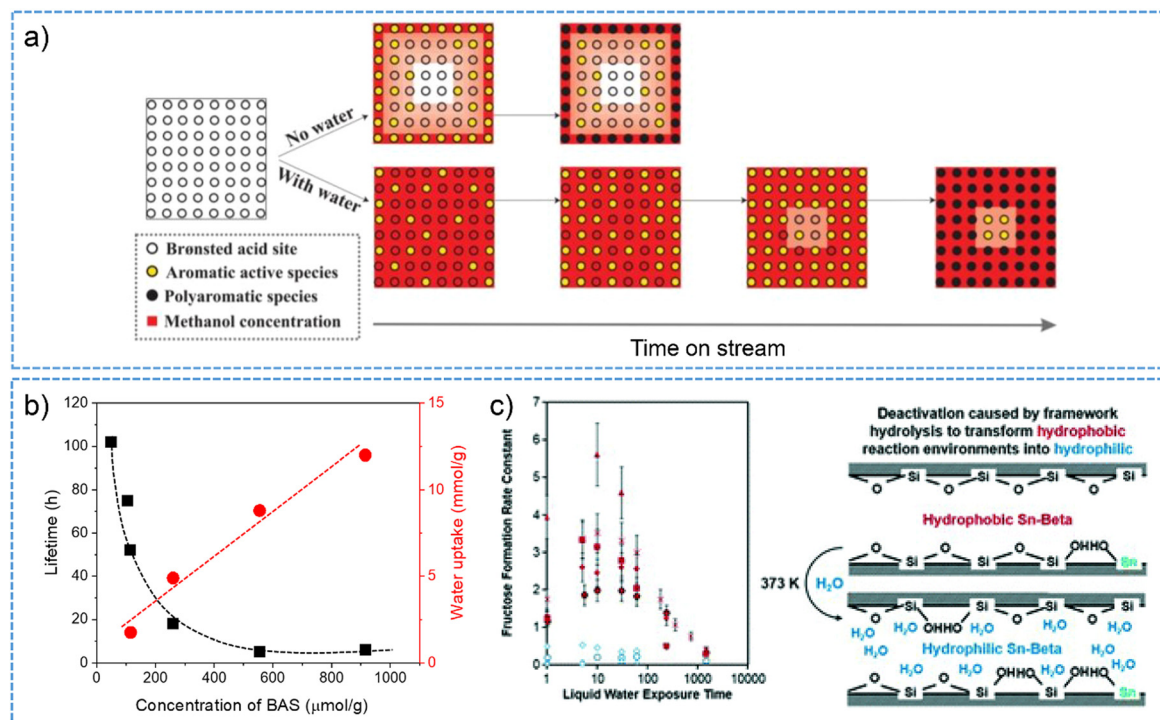 a)
No water
With water
Brønsted acid site
Aromatic active species
Polyaromatic species
Methanol concentration
Time on stream
b)
120
100
80
60
40
20
0
Lifetime (h)
0 200 400 600 800 1000
Concentration of BAS (μmol/g)
15
10
5
0
Water uptake (mmol/g)
c)
7
6
5
4
3
2
1
0
Fructose Formation Rate Constant
1 10 100 1000 10000
Liquid Water Exposure Time
Deactivation caused by framework
hydrolysis to transform hydrophobic
reaction environments into hydrophilic
Si Si Si Si
O O O O
Hydrophobic Sn-Beta
O O OHHO
Si Si Si Sn
373 K H₂O
Si Si Si Si
O OHHO O O
H₂O H₂O H₂O H₂O H₂O
H₂O H₂O
Hydrophilic Sn-Beta
H₂O H₂O H₂O H₂O
O OHHO OHHO
Si Si Si Sn